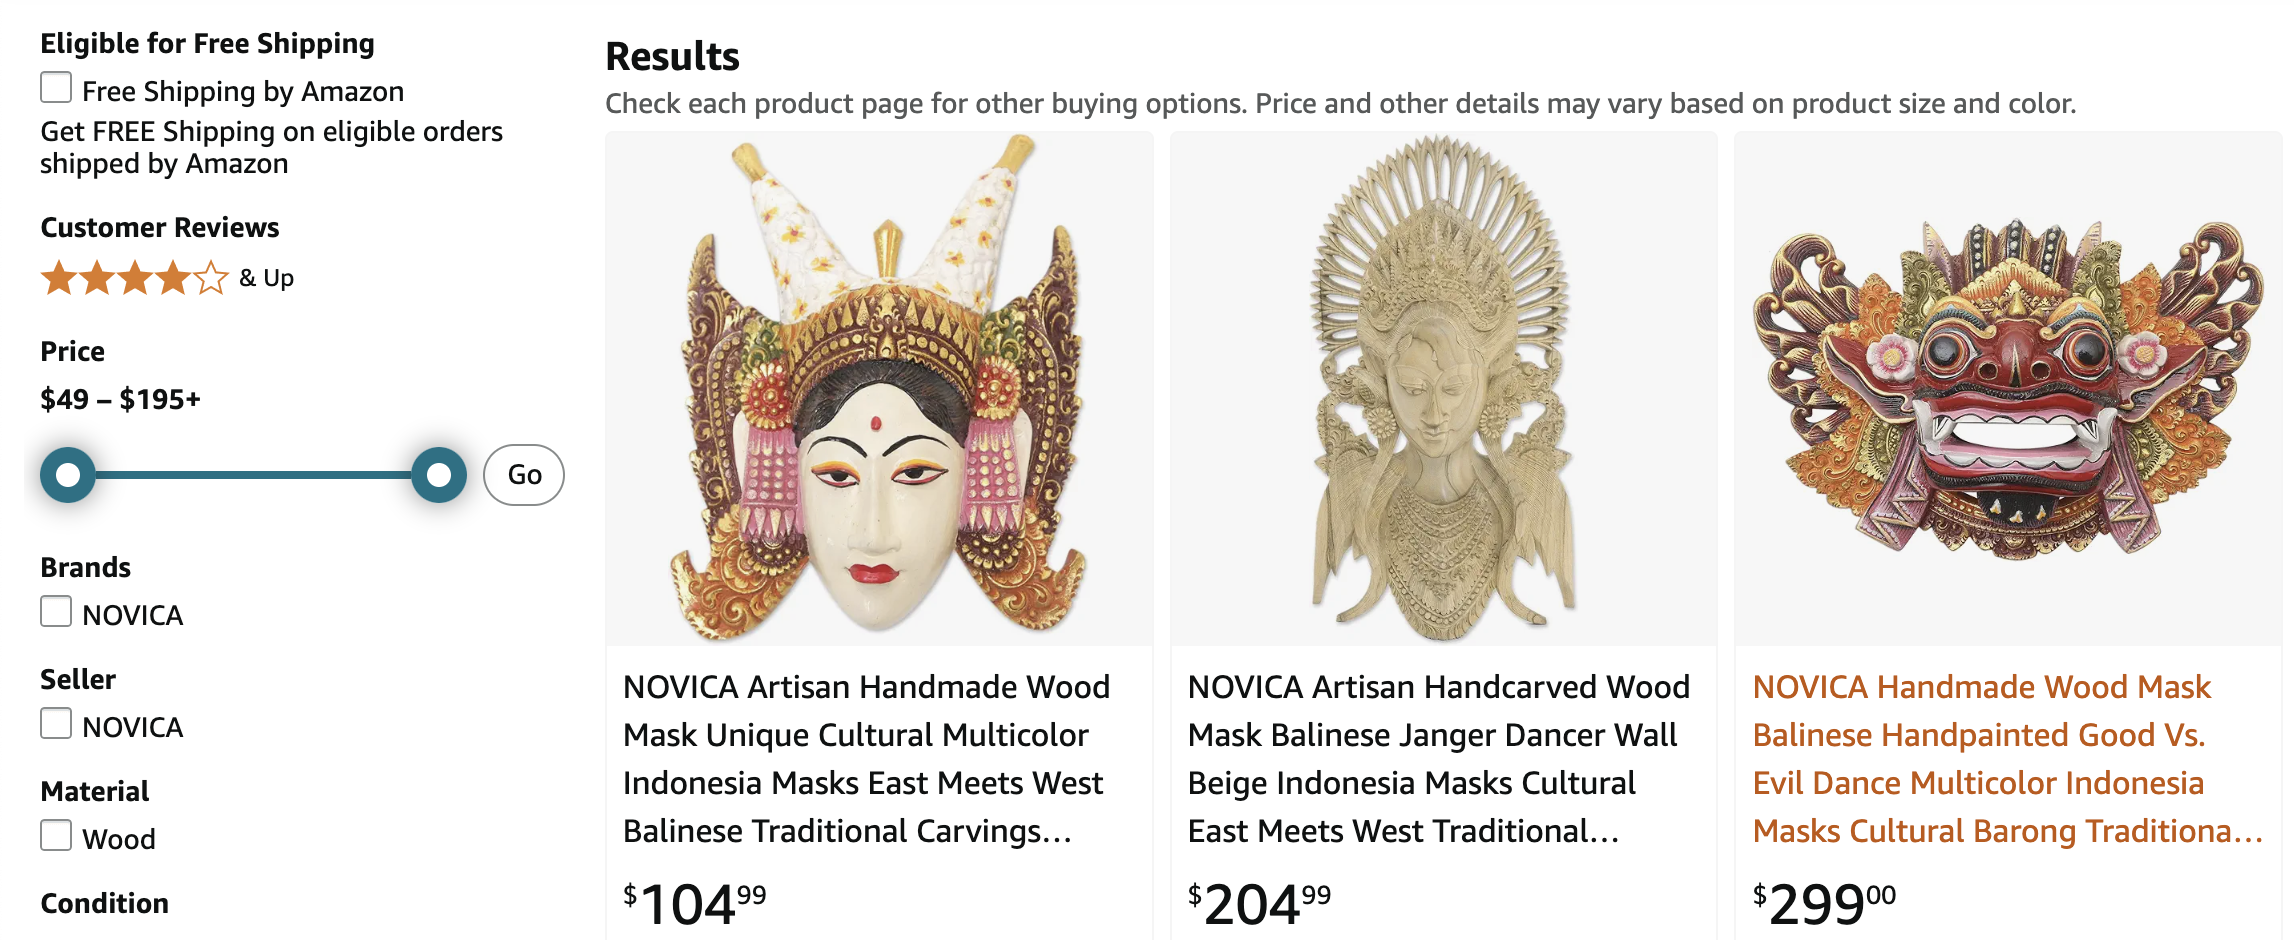 Eligible for Free Shipping
Free Shipping by Amazon
Get FREE Shipping on eligible orders
shipped by Amazon
Customer Reviews
& Up
Price
$49 – $195+
Go
Brands
NOVICA
Seller
NOVICA
Material
Wood
Condition
Results
Check each product page for other buying options. Price and other details may vary based on product size and color.
NOVICA Artisan Handmade Wood
Mask Unique Cultural Multicolor
Indonesia Masks East Meets West
Balinese Traditional Carvings...
$104.99
NOVICA Artisan Handcarved Wood
Mask Balinese Janger Dancer Wall
Beige Indonesia Masks Cultural
East Meets West Traditional...
$204.99
NOVICA Handmade Wood Mask
Balinese Handpainted Good Vs.
Evil Dance Multicolor Indonesia
Masks Cultural Barong Traditiona...
$299.00